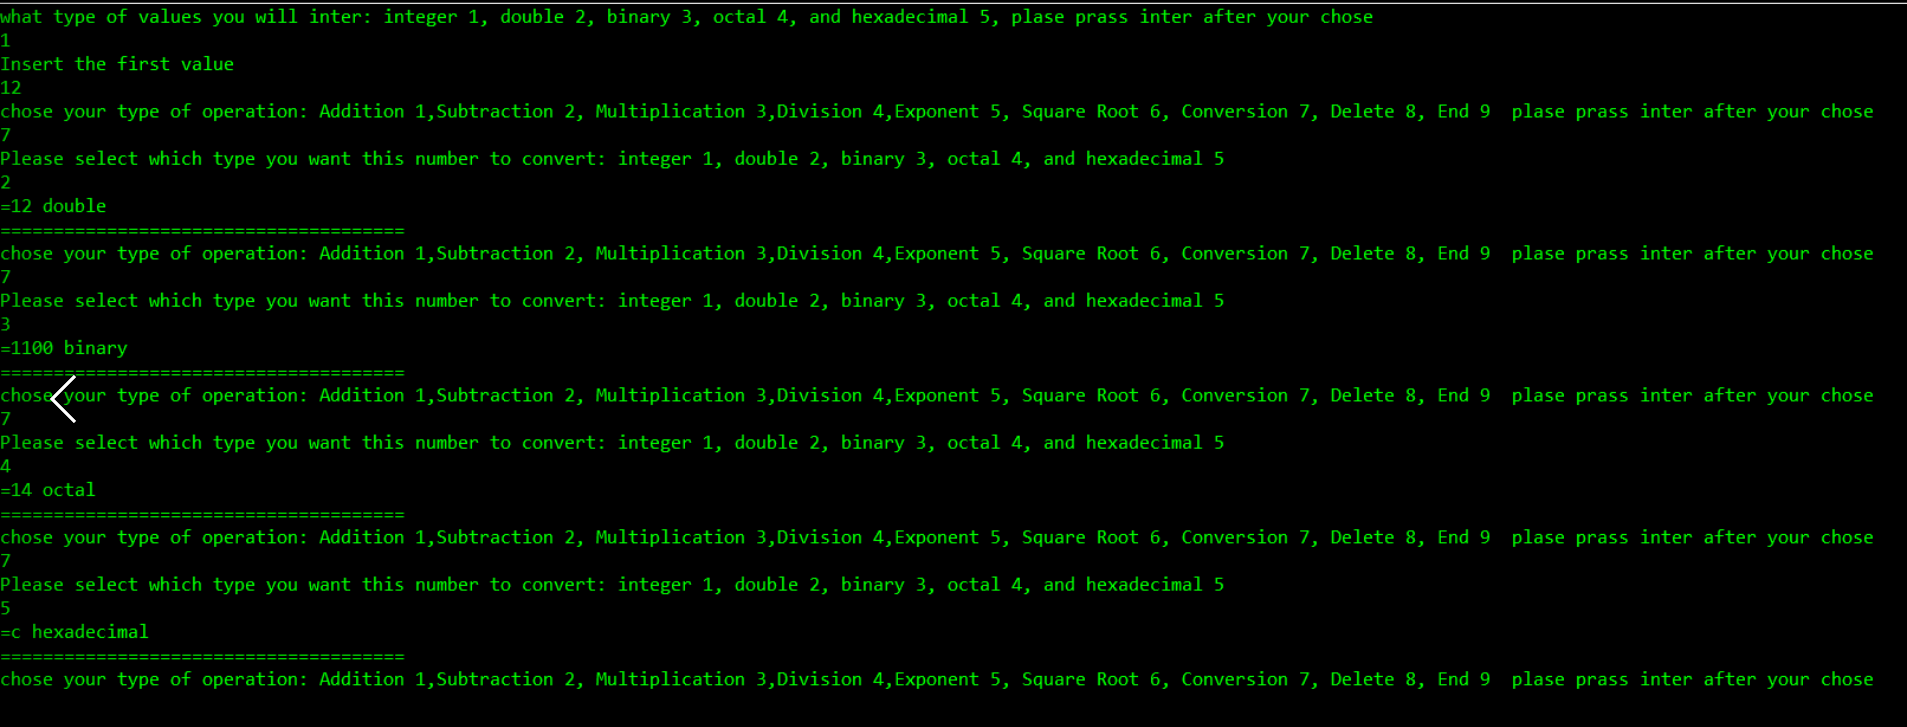 what type of values you will inter: integer 1, double 2, binary 3, octal 4, and hexadecimal 5, plase prass inter after your chose
1
Insert the first value
12
chose your type of operation: Addition 1,Subtraction 2, Multiplication 3,Division 4,Exponent 5, Square Root 6, Conversion 7, Delete 8, End 9  plase prass inter after your chose
7
Please select which type you want this number to convert: integer 1, double 2, binary 3, octal 4, and hexadecimal 5
2
=12 double
======================================
chose your type of operation: Addition 1,Subtraction 2, Multiplication 3,Division 4,Exponent 5, Square Root 6, Conversion 7, Delete 8, End 9  plase prass inter after your chose
7
Please select which type you want this number to convert: integer 1, double 2, binary 3, octal 4, and hexadecimal 5
3
=1100 binary
======================================
chose your type of operation: Addition 1,Subtraction 2, Multiplication 3,Division 4,Exponent 5, Square Root 6, Conversion 7, Delete 8, End 9  plase prass inter after your chose
7
Please select which type you want this number to convert: integer 1, double 2, binary 3, octal 4, and hexadecimal 5
4
=14 octal
======================================
chose your type of operation: Addition 1,Subtraction 2, Multiplication 3,Division 4,Exponent 5, Square Root 6, Conversion 7, Delete 8, End 9  plase prass inter after your chose
7
Please select which type you want this number to convert: integer 1, double 2, binary 3, octal 4, and hexadecimal 5
5
=c hexadecimal
======================================
chose your type of operation: Addition 1,Subtraction 2, Multiplication 3,Division 4,Exponent 5, Square Root 6, Conversion 7, Delete 8, End 9  plase prass inter after your chose